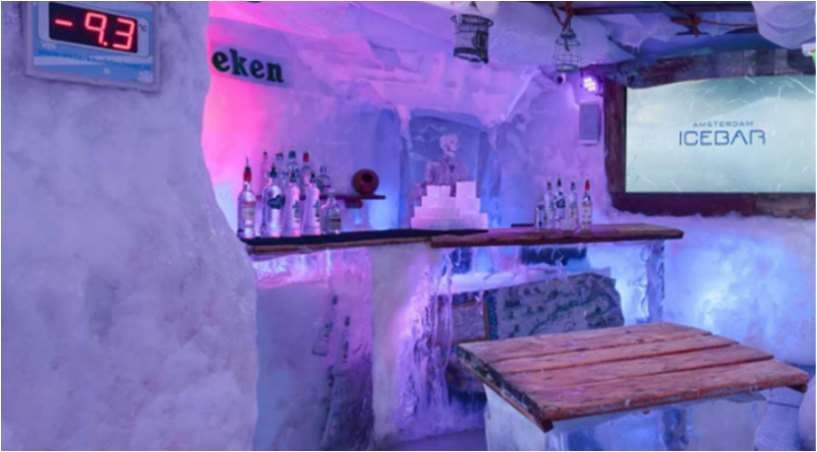 -9.3
°C
eken
AMSTERDAM
ICEBAR